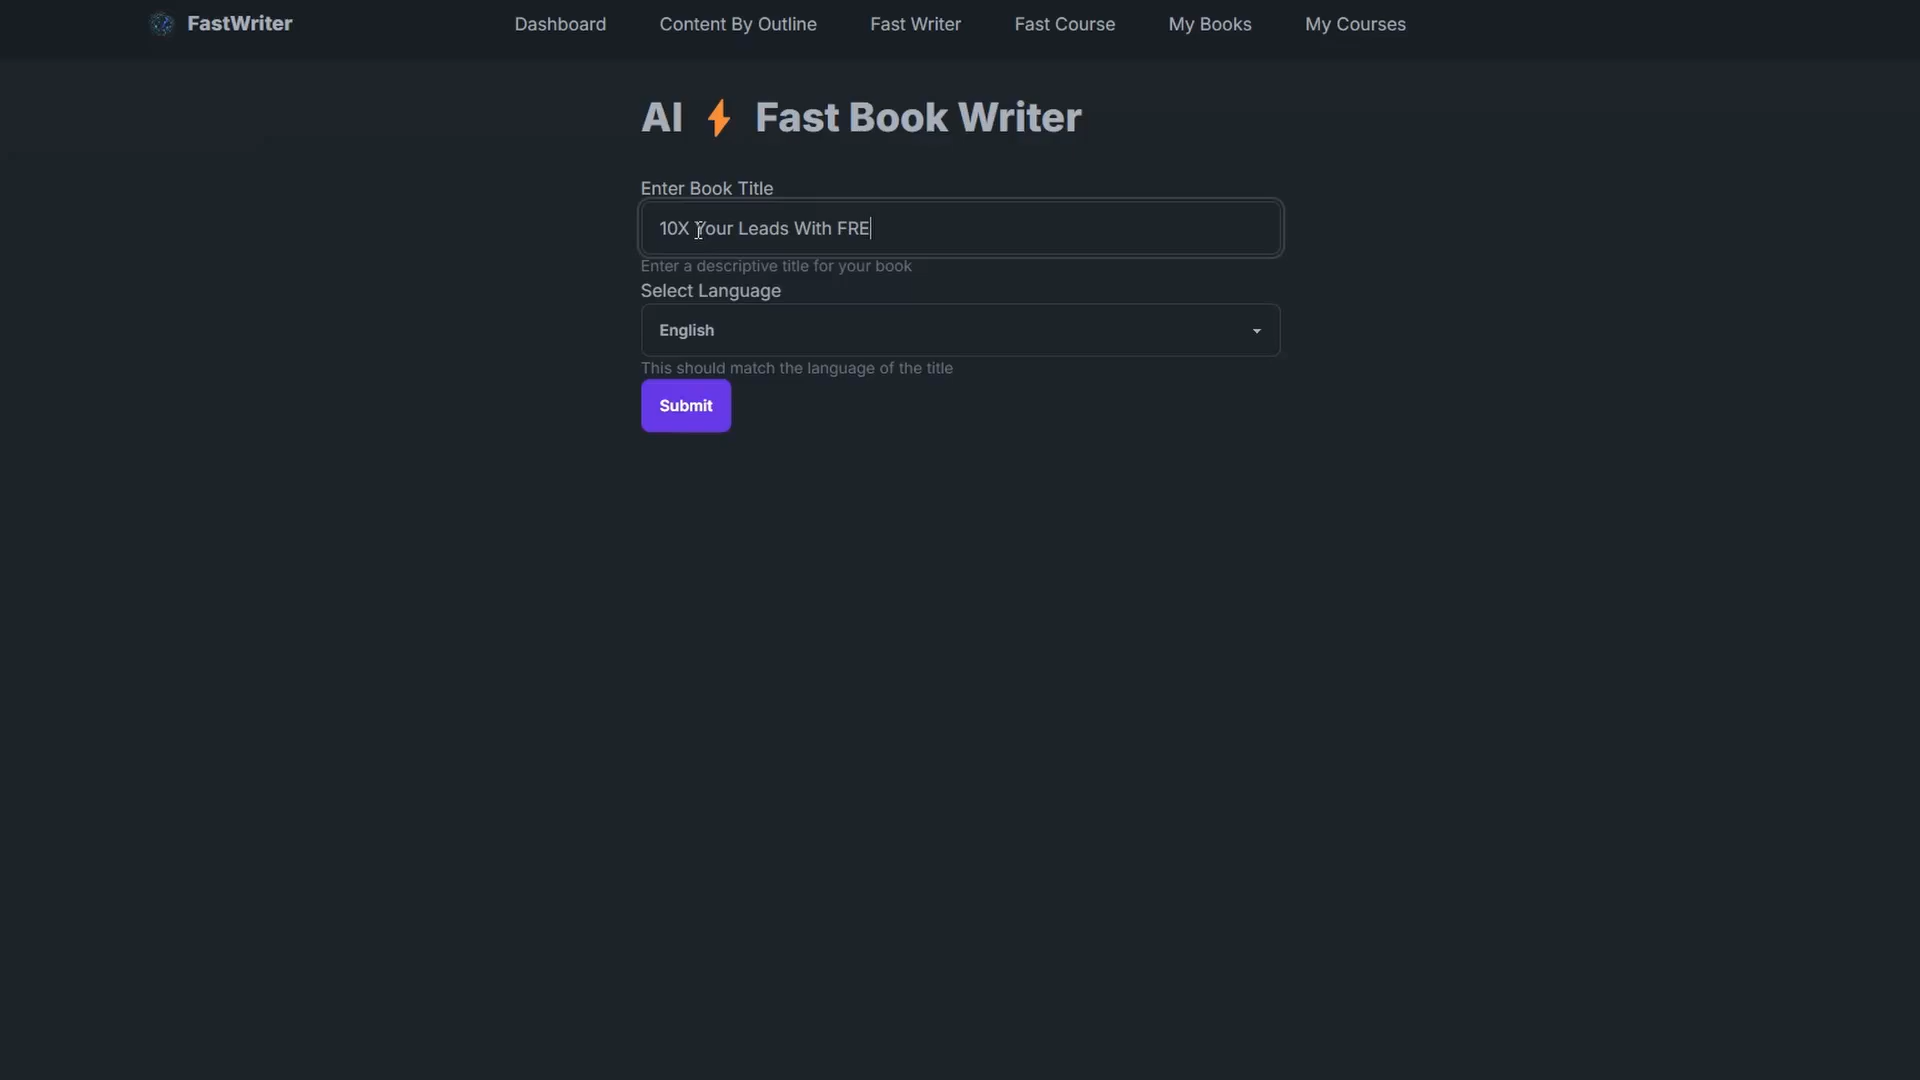 FastWriter
Dashboard
Content By Outline
Fast Writer
Fast Course
My Books
My Courses
AI ⚡ Fast Book Writer
Enter Book Title
10X Your Leads With FRE
Enter a descriptive title for your book
Select Language
English
This should match the language of the title
Submit